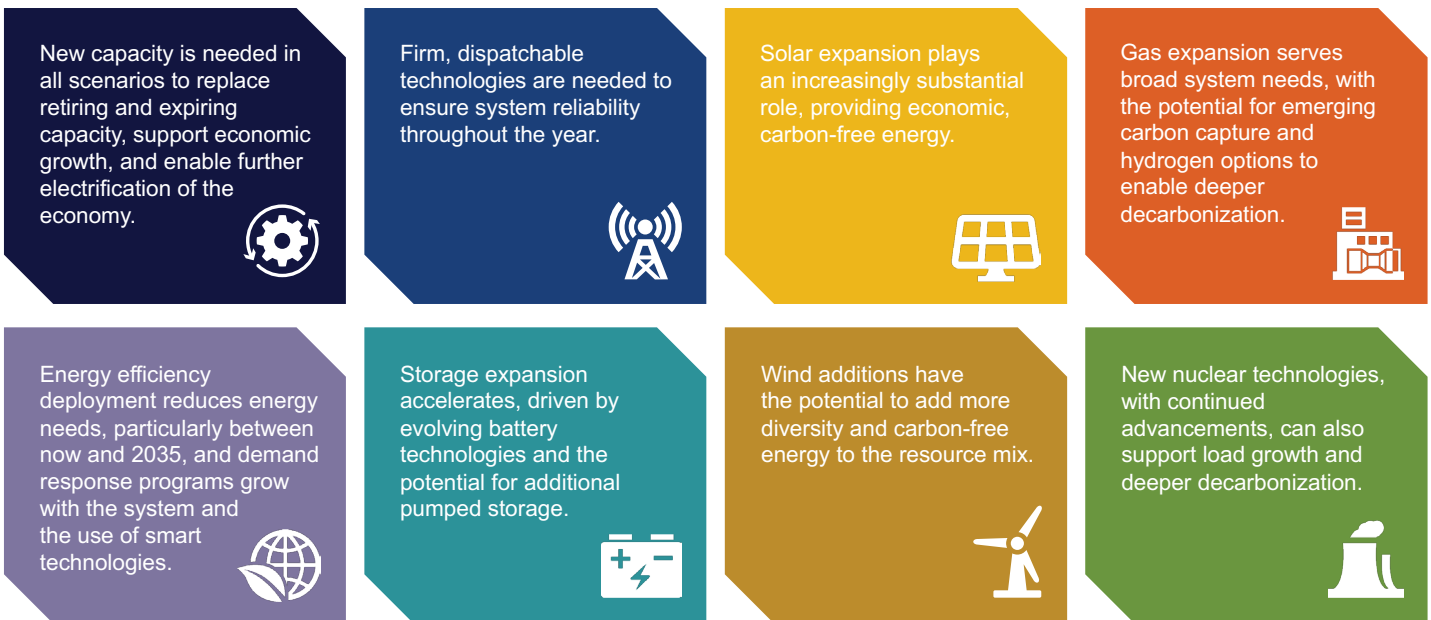 New capacity is needed in
all scenarios to replace
retiring and expiring
capacity, support economic
growth, and enable further
electrification of the
economy.
Firm, dispatchable
technologies are needed to
ensure system reliability
throughout the year.
Solar expansion plays
an increasingly substantial
role, providing economic,
carbon-free energy.
Gas expansion serves
broad system needs, with
the potential for emerging
carbon capture and
hydrogen options to
enable deeper
decarbonization.
Energy efficiency
deployment reduces energy
needs, particularly between
now and 2035, and demand
response programs grow
with the system and
the use of smart
technologies.
Storage expansion
accelerates, driven by
evolving battery
technologies and the
potential for additional
pumped storage.
Wind additions have
the potential to add more
diversity and carbon-free
energy to the resource mix.
New nuclear technologies,
with continued
advancements, can also
support load growth and
deeper decarbonization.